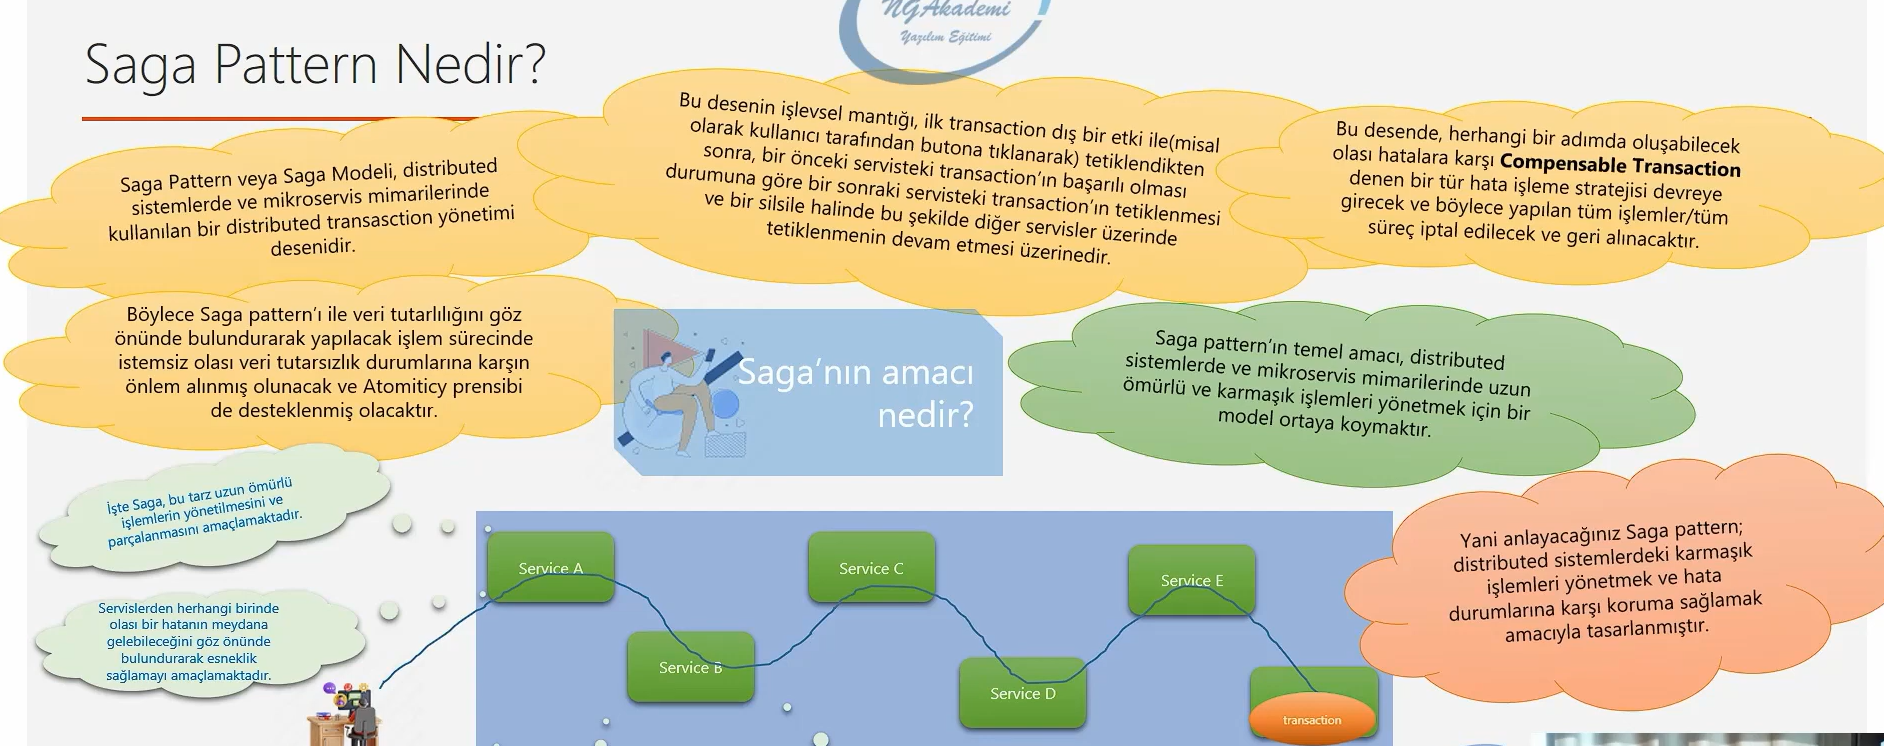 NGAkademi
Yazılım Eğitimi
Saga Pattern Nedir?
Saga Pattern veya Saga Modeli, distributed
sistemlerde ve mikroservis mimarilerinde
kullanılan bir distributed transasction yönetimi
desenidir.
Bu desenin işlevsel mantığı, ilk transaction dış bir etki ile(misal
olarak kullanıcı tarafından butona tıklanarak) tetiklendikten
sonra, bir önceki servisteki transaction'ın başarılı olması
durumuna göre bir sonraki servisteki transaction'ın tetiklenmesi
ve bir silsile halinde bu şekilde diğer servisler üzerinde
tetiklenmenin devam etmesi üzerinedir.
Bu desende, herhangi bir adımda oluşabilecek
olası hatalara karşı Compensable Transaction
denen bir tür hata işleme stratejisi devreye
girecek ve böylece yapılan tüm işlemler/tüm
süreç iptal edilecek ve geri alınacaktır.
Böylece Saga pattern'ı ile veri tutarlılığını göz
önünde bulundurarak yapılacak işlem sürecinde
istemsiz olası veri tutarsızlık durumlarına karşın
önlem alınmış olunacak ve Atomiticy prensibi
de desteklenmiş olacaktır.
Saga'nın amacı
nedir?
Saga pattern'ın temel amacı, distributed
sistemlerde ve mikroservis mimarilerinde uzun
ömürlü ve karmaşık işlemleri yönetmek için bir
model ortaya koymaktır.
İşte Saga, bu tarz uzun ömürlü
işlemlerin yönetilmesini ve
parçalanmasını amaçlamaktadır.
Servislerden herhangi birinde
olası bir hatanın meydana
gelebileceğini göz önünde
bulundurarak esneklik
sağlamayı amaçlamaktadır.
Service A
Service B
Service C
Service D
Service E
transaction
Yani anlayacağınız Saga pattern;
distributed sistemlerdeki karmaşık
işlemleri yönetmek ve hata
durumlarına karşı koruma sağlamak
amacıyla tasarlanmıştır.